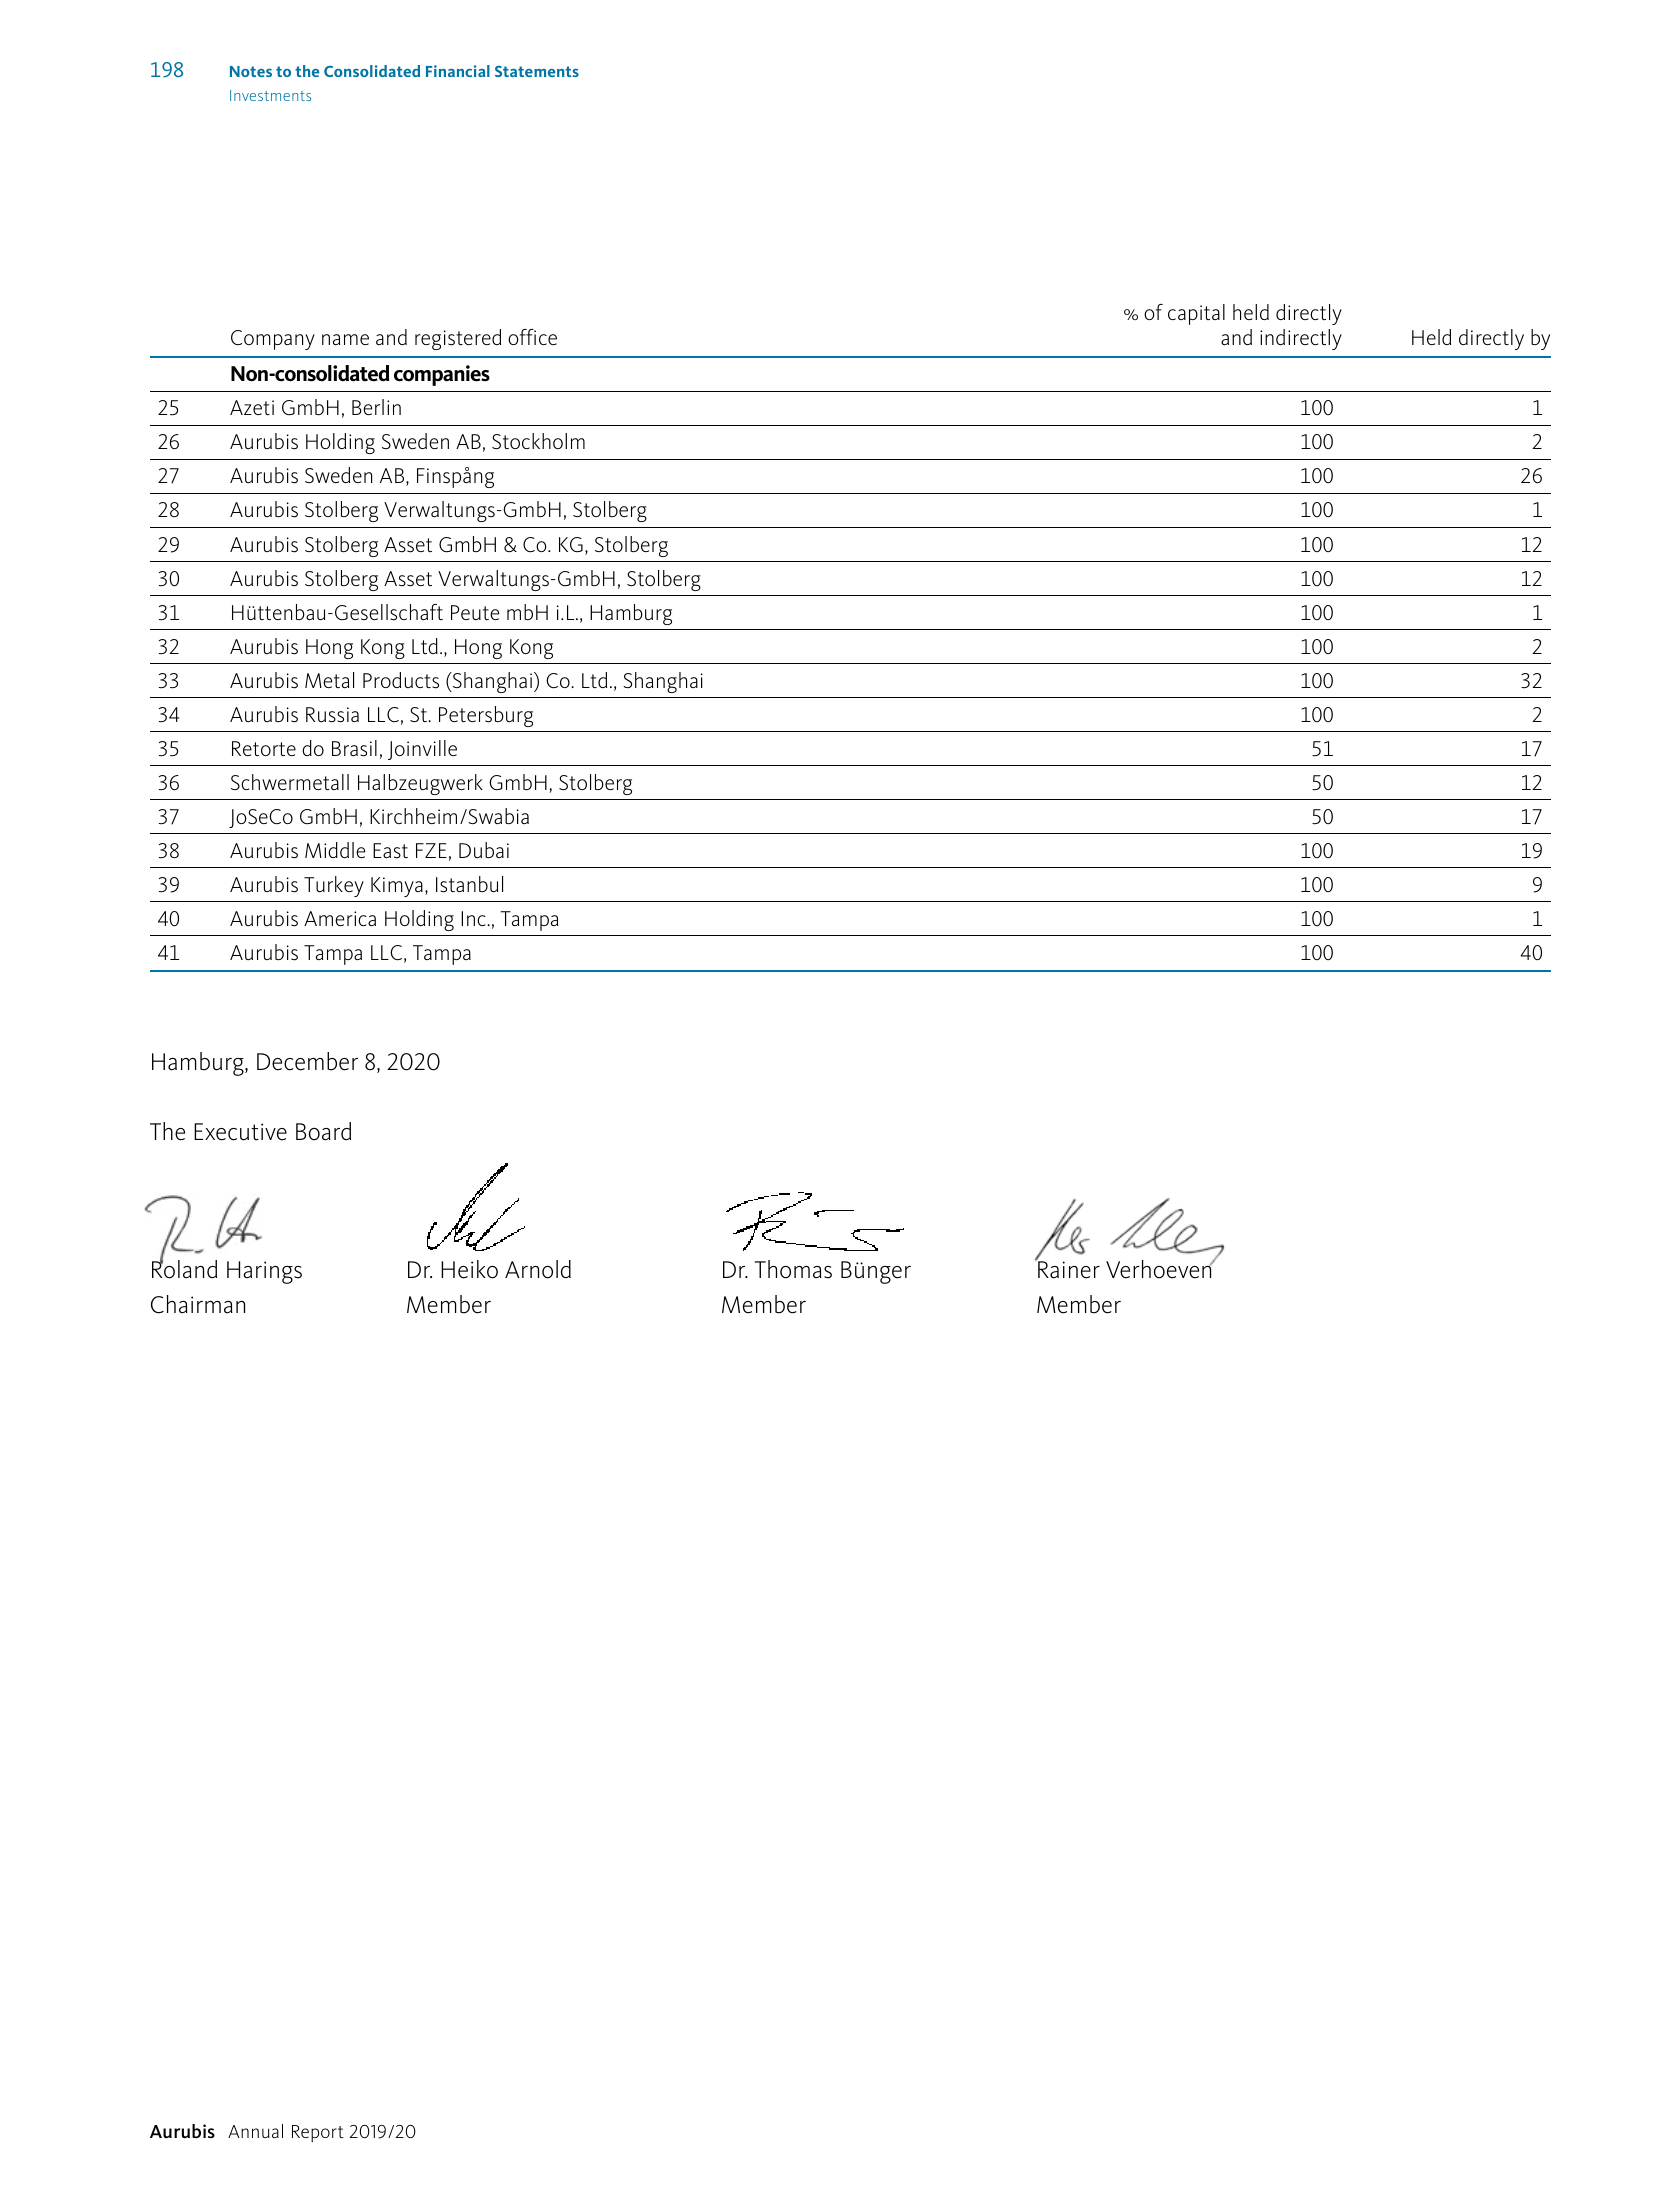 198 Notes to the Consolidated Financial Statements
Investments
% of capital held directly
Company name and registered office and indirectly Held directly by
Non-consolidated companies
25 Azeti GmbH, Berlin 100 1
26 Aurubis Holding Sweden AB, Stockholm 100 2
27 Aurubis Sweden AB, Finspång 100 26
28 Aurubis Stolberg Verwaltungs-GmbH, Stolberg 100 1
29 Aurubis Stolberg Asset GmbH & Co. KG, Stolberg 100 12
30 Aurubis Stolberg Asset Verwaltungs-GmbH, Stolberg 100 12
31 Hüttenbau-Gesellschaft Peute mbH i.L., Hamburg 100 1
32 Aurubis Hong Kong Ltd., Hong Kong 100 2
33 Aurubis Metal Products (Shanghai) Co. Ltd., Shanghai 100 32
34 Aurubis Russia LLC, St. Petersburg 100 2
35 Retorte do Brasil, Joinville 51 17
36 Schwermetall Halbzeugwerk GmbH, Stolberg 50 12
37 JoSeCo GmbH, Kirchheim/Swabia 50 17
38 Aurubis Middle East FZE, Dubai 100 19
39 Aurubis Turkey Kimya, Istanbul 100 9
40 Aurubis America Holding Inc., Tampa 100 1
41 Aurubis Tampa LLC, Tampa 100 40
Hamburg, December 8, 2020
The Executive Board
Roland Harings Dr. Heiko Arnold Dr. Thomas Bünger Rainer Verhoeven
Chairman Member Member Member
Aurubis Annual Report 2019/20